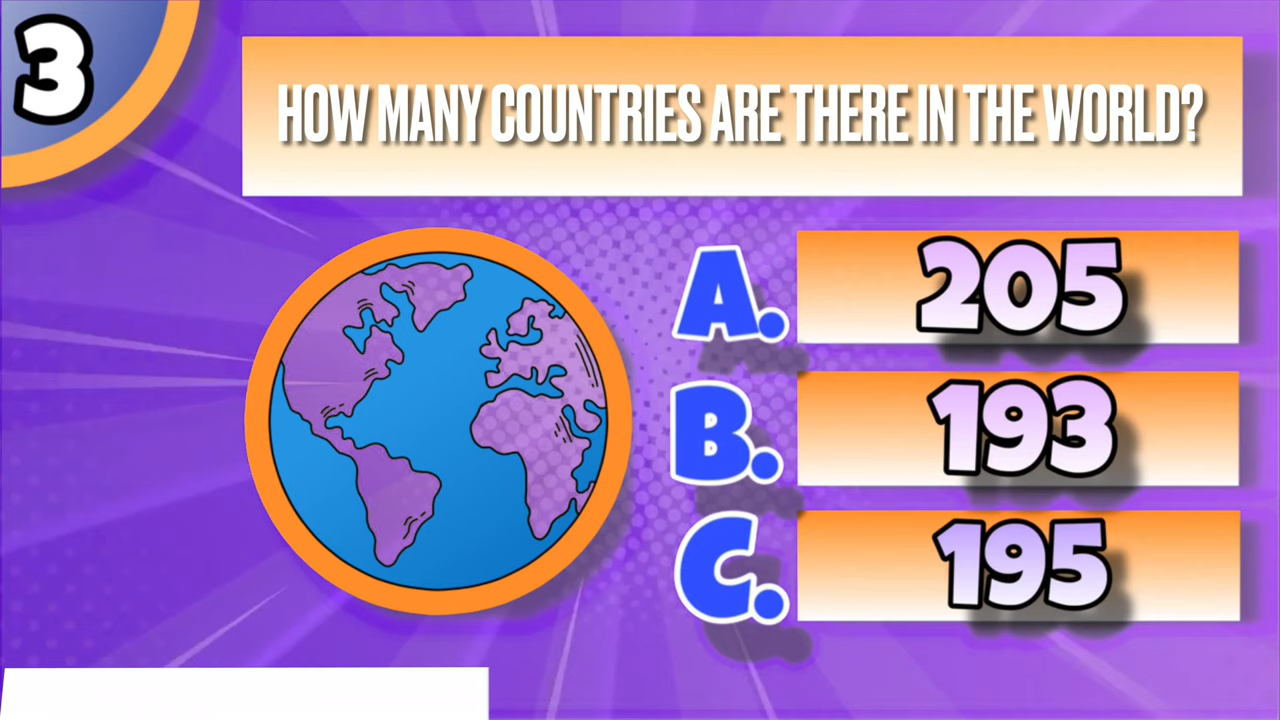 3
HOW MANY COUNTRIES ARE THERE IN THE WORLD?
A. 205
B. 193
C. 195